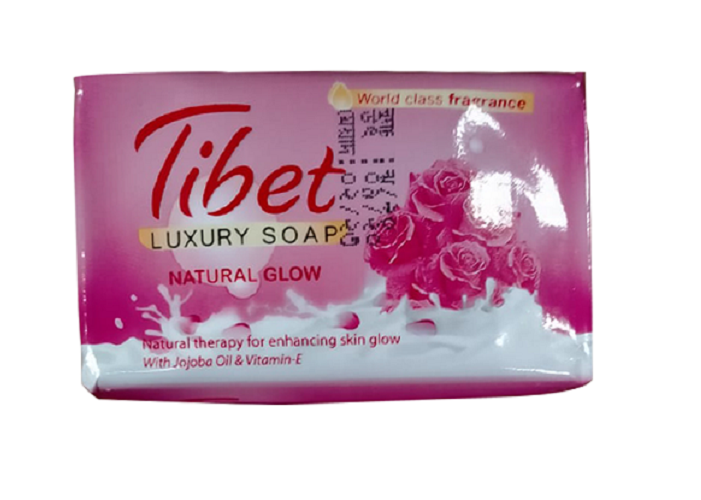 World class fragrance
Tibet
LUXURY SOAP
NATURAL GLOW
Natural therapy for enhancing skin glow
With Jojoba Oil & Vitamin-E